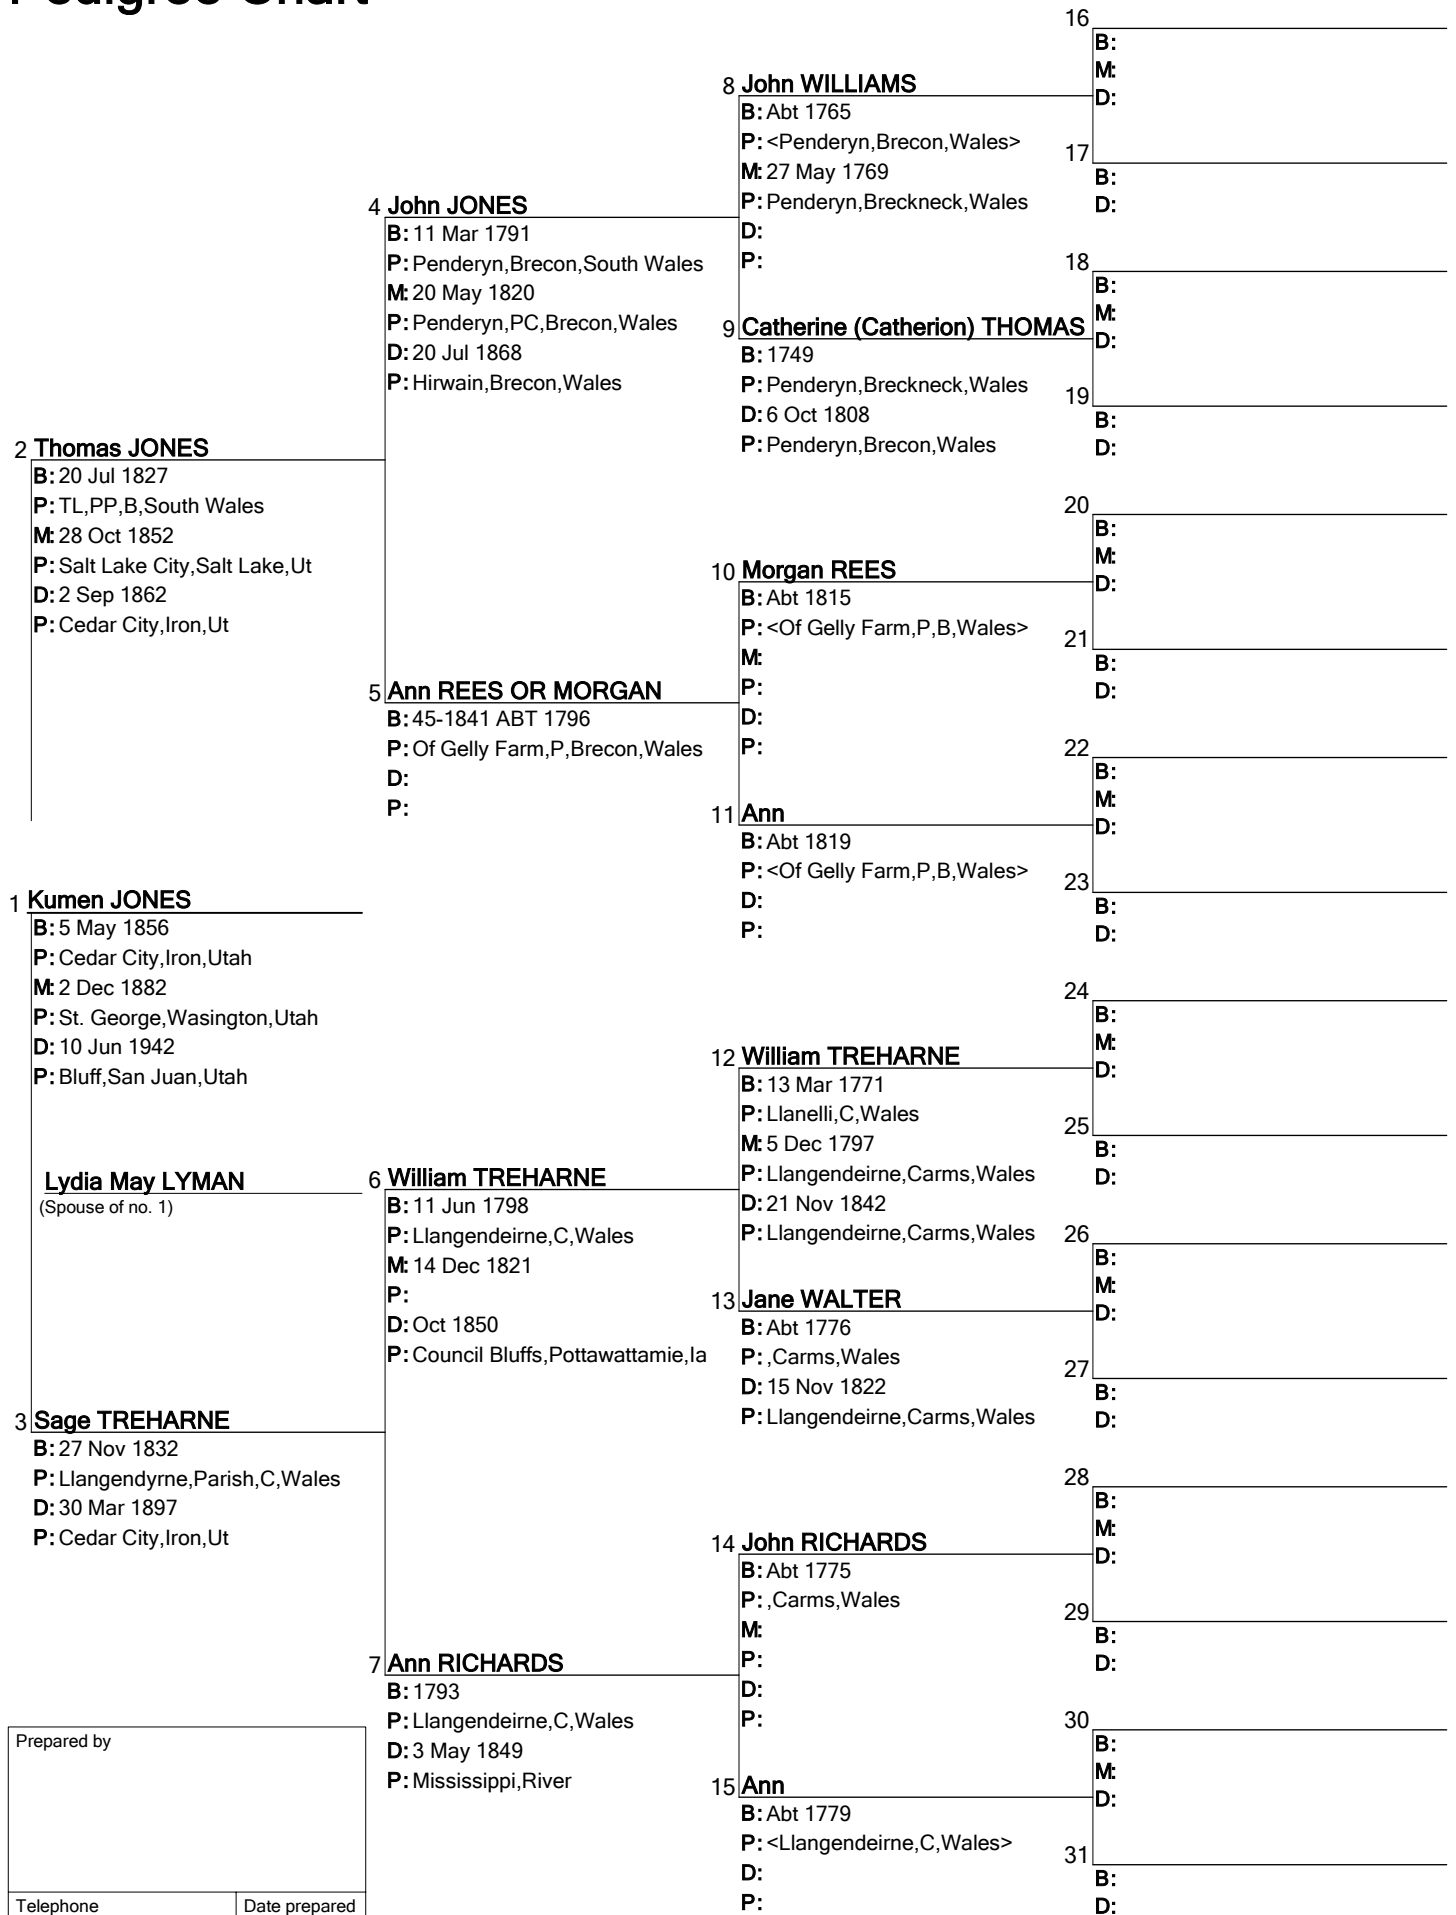 Pedigree Chart
2 Thomas JONES
B: 20 Jul 1827
P: TL,PP,B,South Wales
M: 28 Oct 1852
P: Salt Lake City,Salt Lake,Ut
D: 2 Sep 1862
P: Cedar City,Iron,Ut
1 Kumen JONES
B: 5 May 1856
P: Cedar City,Iron,Utah
M: 2 Dec 1882
P: St. George,Wasington,Utah
D: 10 Jun 1942
P: Bluff,San Juan,Utah
Lydia May LYMAN
(Spouse of no. 1)
3 Sage TREHARNE
B: 27 Nov 1832
P: Llangendyrne,Parish,C,Wales
D: 30 Mar 1897
P: Cedar City,Iron,Ut
Prepared by
Telephone
Date prepared
4 John JONES
B: 11 Mar 1791
P: Penderyn,Brecon,South Wales
M: 20 May 1820
P: Penderyn,PC,Brecon,Wales
D: 20 Jul 1868
P: Hirwain,Brecon,Wales
5 Ann REES OR MORGAN
B: 45-1841 ABT 1796
P: Of Gelly Farm,P,Brecon,Wales
D:
P:
6 William TREHARNE
B: 11 Jun 1798
P: Llangendeirne,C,Wales
M: 14 Dec 1821
P:
D: Oct 1850
P: Council Bluffs,Pottawattamie,Ia
7 Ann RICHARDS
B: 1793
P: Llangendeirne,C,Wales
D: 3 May 1849
P: Mississippi,River
8 John WILLIAMS
B: Abt 1765
P: <Penderyn,Brecon,Wales>
M: 27 May 1769
P: Penderyn,Breckneck,Wales
D:
P:
9 Catherine (Catherion) THOMAS
B: 1749
P: Penderyn,Breckneck,Wales
D: 6 Oct 1808
P: Penderyn,Brecon,Wales
10 Morgan REES
B: Abt 1815
P: <Of Gelly Farm,P,B,Wales>
M:
P:
D:
P:
11 Ann
B: Abt 1819
P: <Of Gelly Farm,P,B,Wales>
D:
P:
12 William TREHARNE
B: 13 Mar 1771
P: Llanelli,C,Wales
M: 5 Dec 1797
P: Llangendeirne,Carms,Wales
D: 21 Nov 1842
P: Llangendeirne,Carms,Wales
13 Jane WALTER
B: Abt 1776
P: ,Carms,Wales
D: 15 Nov 1822
P: Llangendeirne,Carms,Wales
14 John RICHARDS
B: Abt 1775
P: ,Carms,Wales
M:
P:
D:
P:
15 Ann
B: Abt 1779
P: <Llangendeirne,C,Wales>
D:
P:
16
B:
M:
D:
17
B:
D:
18
B:
M:
D:
19
B:
D:
20
B:
M:
D:
21
B:
D:
22
B:
M:
D:
23
B:
D:
24
B:
M:
D:
25
B:
D:
26
B:
M:
D:
27
B:
D:
28
B:
M:
D:
29
B:
D:
30
B:
M:
D:
31
B:
D: